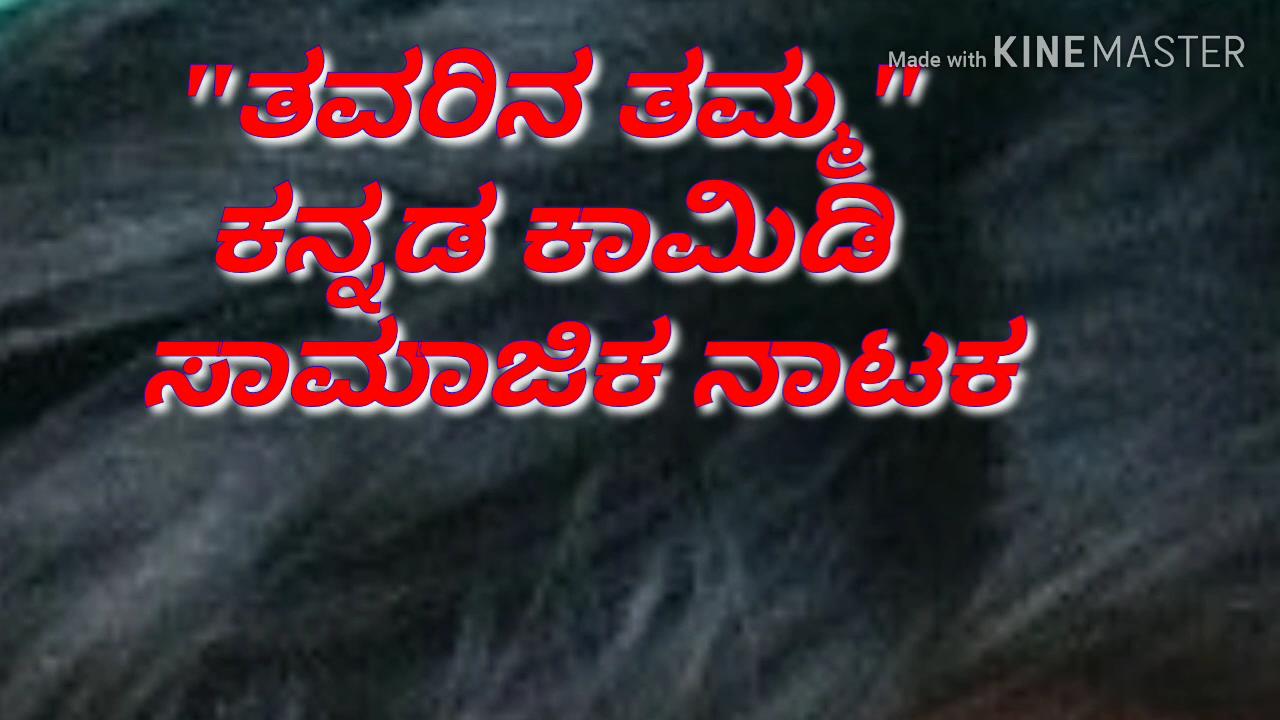 Made with KINEMASTER
"ತವರಿನ ತಮ್ಮ"
ಕನ್ನಡ ಕಾಮಿಡಿ
ಸಾಮಾಜಿಕ ನಾಟಕ